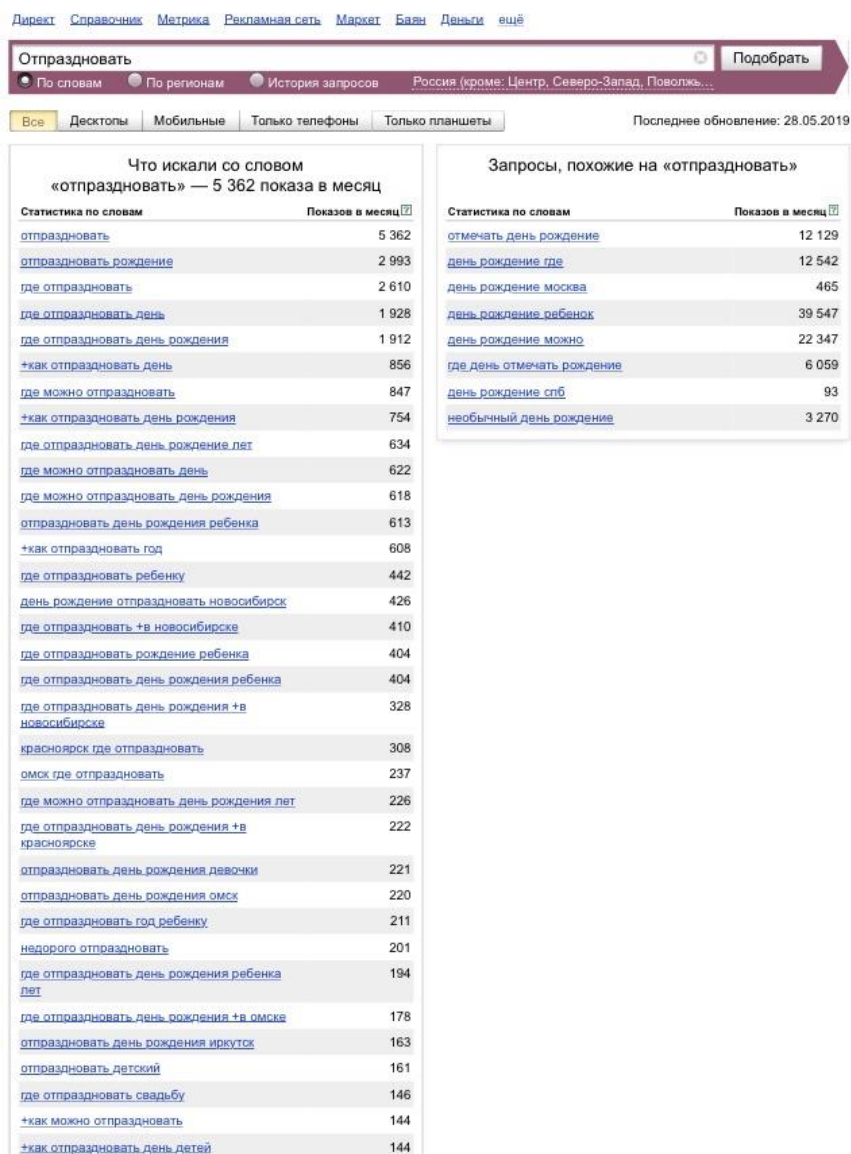 Директ Справочник Метрика Рекламная сеть Маркет Баян Деньги ещё
Отпраздновать Подобрать
По словам По регионам История запросов Россия (кроме: Центр, Северо-Запад, Поволжь...
Все Десктопы Мобильные Только телефоны Только планшеты Последнее обновление: 28.05.2019
Что искали со словом
«отпраздновать» — 5 362 показа в месяц
Статистика по словам Показов в месяц ?
отпраздновать 5 362
отпраздновать рождение 2 993
где отпраздновать 2 610
где отпраздновать день 1 928
где отпраздновать день рождения 1 912
+как отпраздновать день 856
где можно отпраздновать 847
+как отпраздновать день рождения 754
где отпраздновать день рождение лет 634
где можно отпраздновать день 622
где можно отпраздновать день рождения 618
отпраздновать день рождения ребенка 613
+как отпраздновать год 608
где отпраздновать ребенку 442
день рождение отпраздновать новосибирск 426
где отпраздновать +в новосибирске 410
где отпраздновать рождение ребенка 404
где отпраздновать день рождения ребенка 404
где отпраздновать день рождения +в 328
новосибирске
красноярск где отпраздновать 308
омск где отпраздновать 237
где можно отпраздновать день рождения лет 226
где отпраздновать день рождения +в 222
красноярске
отпраздновать день рождения девочки 221
отпраздновать день рождения омск 220
где отпраздновать год ребенку 211
недорого отпраздновать 201
где отпраздновать день рождения ребенка 194
лет
где отпраздновать день рождения +в омске 178
отпраздновать день рождения иркутск 163
отпраздновать детский 161
где отпраздновать свадьбу 146
+как можно отпраздновать 144
+как отпраздновать день детей 144
Запросы, похожие на «отпраздновать»
Статистика по словам Показов в месяц ?
отмечать день рождение 12 129
день рождение где 12 542
день рождение москва 465
день рождение ребенок 39 547
день рождение можно 22 347
где день отмечать рождение 6 059
день рождение спб 93
необычный день рождение 3 270